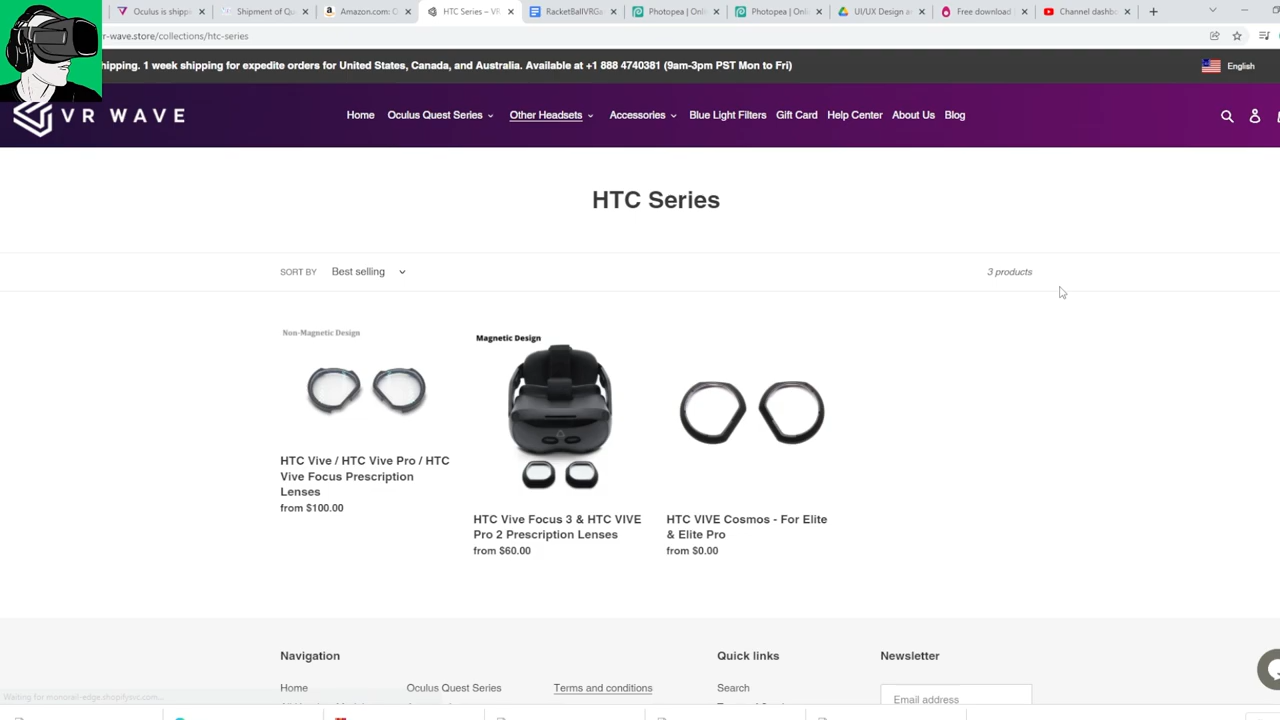 Oculus is shippi
Shipment of Qu
Amazon.com: O
HTC Series – VR
RacketBallVRGa
Photopea | Onli
Photopea | Onli
UI/UX Design a
Free download
Channel dashb
r-wave.store/collections/htc-series
hipping. 1 week shipping for expedite orders for United States, Canada, and Australia. Available at +1 888 4740381 (9am-3pm PST Mon to Fri)
English
VR WAVE
Home Oculus Quest Series Other Headsets Accessories Blue Light Filters Gift Card Help Center About Us Blog
HTC Series
SORT BY Best selling
3 products
Non-Magnetic Design
HTC Vive / HTC Vive Pro / HTC
Vive Focus Prescription
Lenses
from $100.00
Magnetic Design
HTC Vive Focus 3 & HTC VIVE
Pro 2 Prescription Lenses
from $60.00
HTC VIVE Cosmos - For Elite
& Elite Pro
from $0.00
Navigation
Quick links
Newsletter
Home
Oculus Quest Series
Terms and conditions
Search
Email address